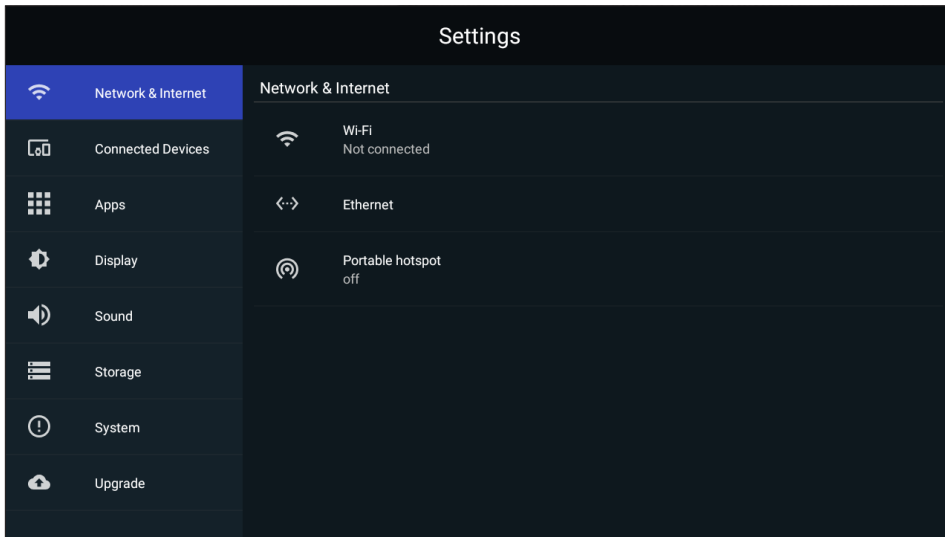 Settings
Network & Internet
Connected Devices
Apps
Display
Sound
Storage
System
Upgrade
Network & Internet
Wi-Fi
Not connected
Ethernet
Portable hotspot
off